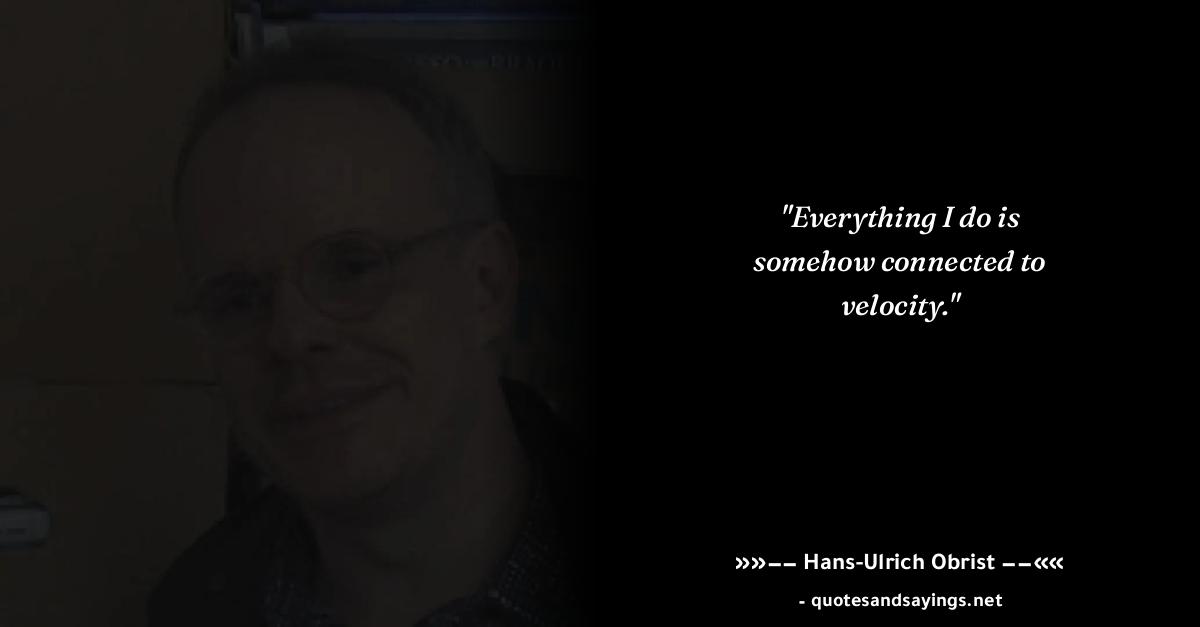 "Everything I do is
somehow connected to
velocity."
»»–– Hans-Ulrich Obrist ––««
- quotesandsayings.net